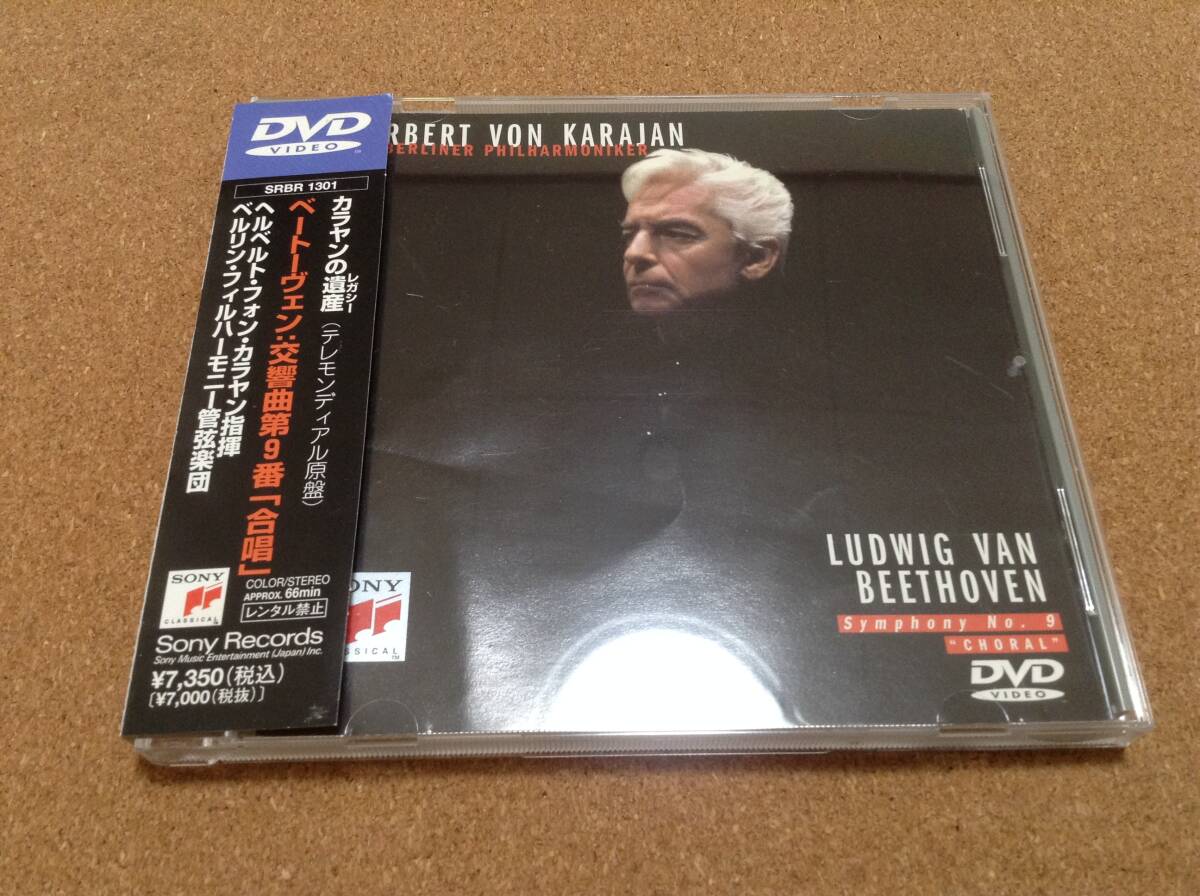 DVD
VIDEO
SRBR 1301
カラヤンの遺産(テレモンディアル原盤)
レガシー
ベートーヴェン:交響曲第9番「合唱」
ヘルベルト・フォン・カラヤン指揮
ベルリン・フィルハーモニー管弦楽団
SONY
CLASSICAL
COLOR/STEREO
APPROX. 66min
レンタル禁止
Sony Records
Sony Music Entertainment (Japan) Inc.
¥7,350(税込)
〔¥7,000(税抜)〕
RBERT VON KARAJAN
BERLINER PHILHARMONIKER
LUDWIG VAN
BEETHOVEN
Symphony No. 9
"CHORAL"
DVD
VIDEO
ONY
SSICAL™